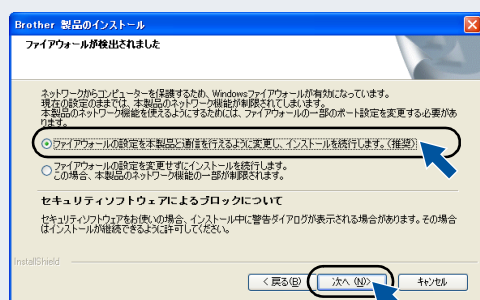 Brother 製品のインストール
ファイアウォールが検出されました
ネットワークからコンピューターを保護するため、Windowsファイアウォールが有効になっています。
現在の設定のままでは、本製品のネットワーク機能が制限されてしまいます。
本製品のネットワーク機能を使えるようにするためには、ファイアウォールの一部のポート設定を変更する必要があ
ります。
ファイアウォールの設定を本製品と通信を行えるように変更し、インストールを続行します。(推奨)
ファイアウォールの設定を変更せずにインストールを続行します。
この場合、本製品のネットワーク機能の一部が制限されます。
セキュリティソフトウェアによるブロックについて
セキュリティソフトウェアをお使いの場合、インストール中に警告ダイアログが表示される場合があります。その場合
はインストールが継続できるように許可してください。
InstallShield
< 戻る(B) 次へ (N)> キャンセル